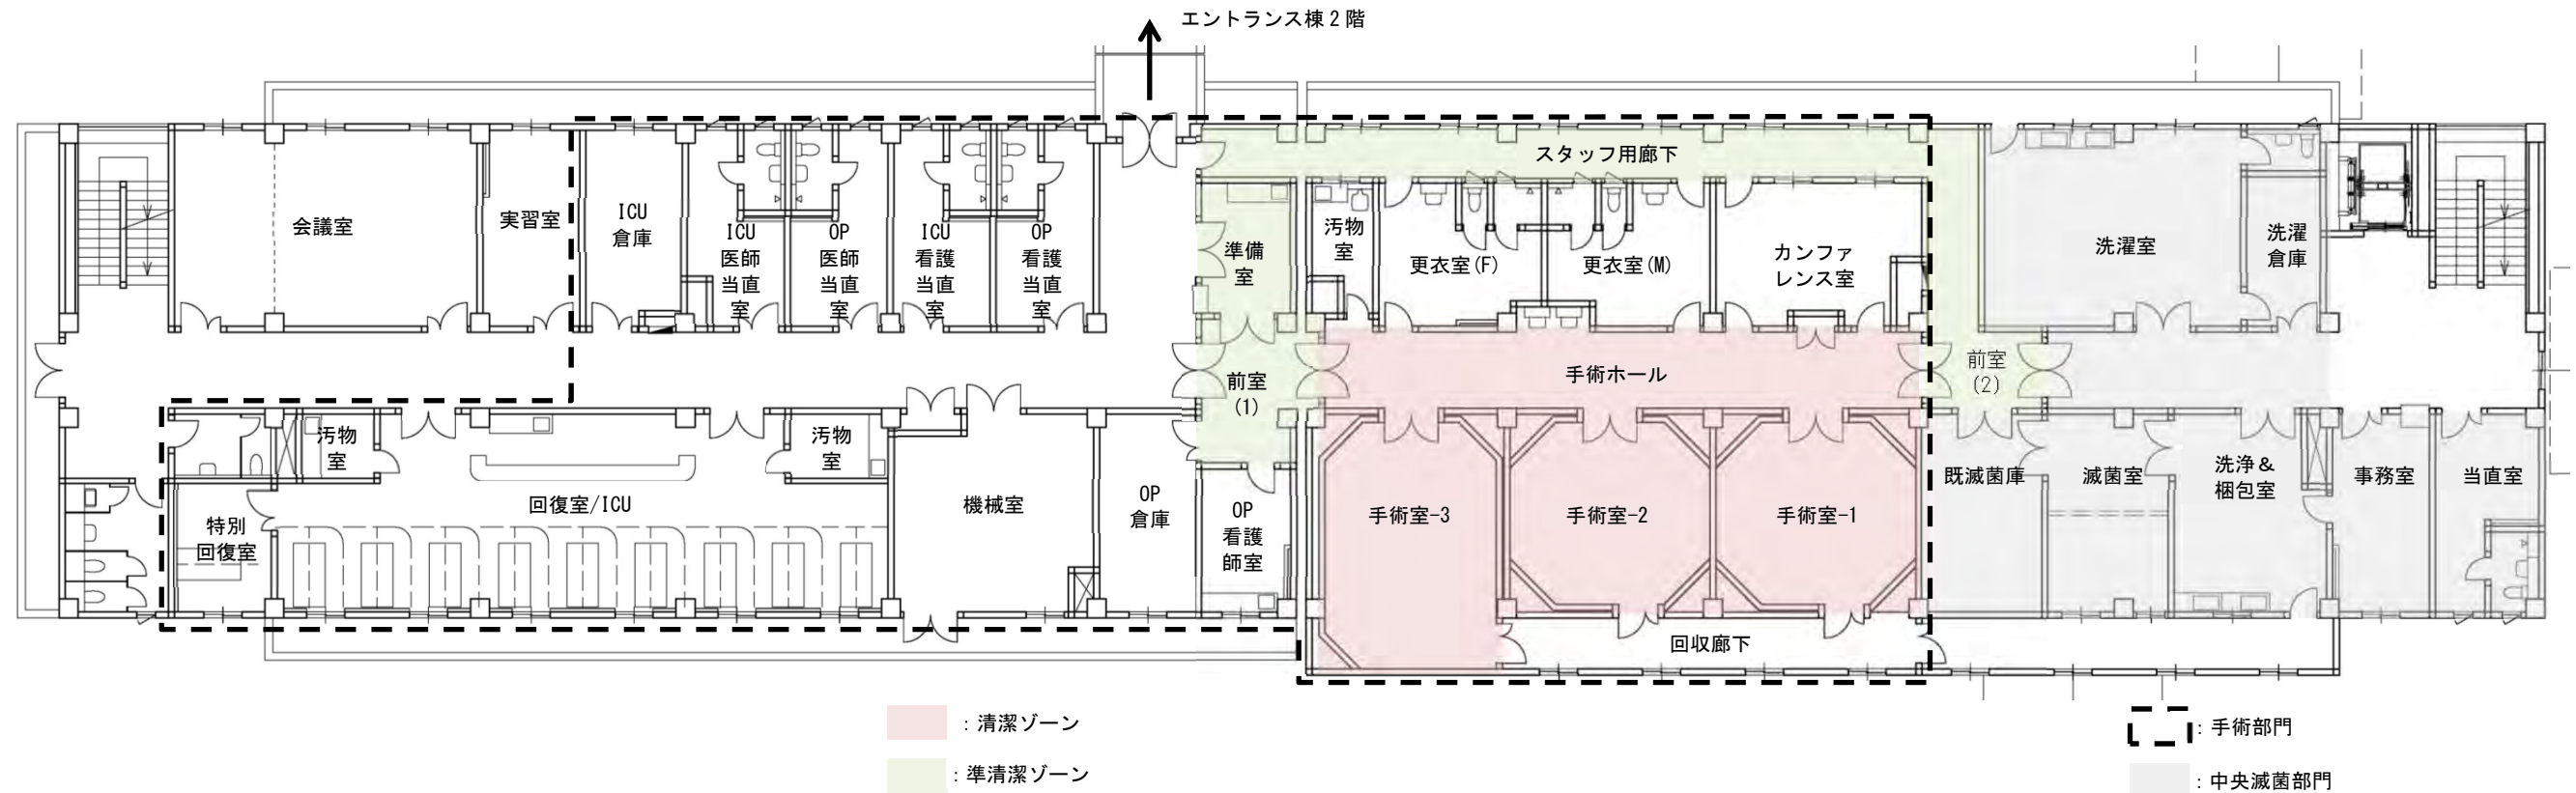 エントランス棟2階
スタッフ用廊下
会議室
実習室
ICU
倉庫
ICU
医師
当直
室
OP
医師
当直
室
ICU
看護
当直
室
OP
看護
当直
室
準備
室
汚物
室
更衣室(F)
更衣室(M)
カンファ
レンス室
洗濯室
洗濯
倉庫
前室
(1)
手術ホール
前室
(2)
汚物
室
汚物
室
特別
回復室
回復室/ICU
機械室
OP
倉庫
OP
看護
師室
手術室-3
手術室-2
手術室-1
既滅菌庫
滅菌室
洗浄&
梱包室
事務室
当直室
回収廊下
:清潔ゾーン
:準清潔ゾーン
:手術部門
:中央滅菌部門